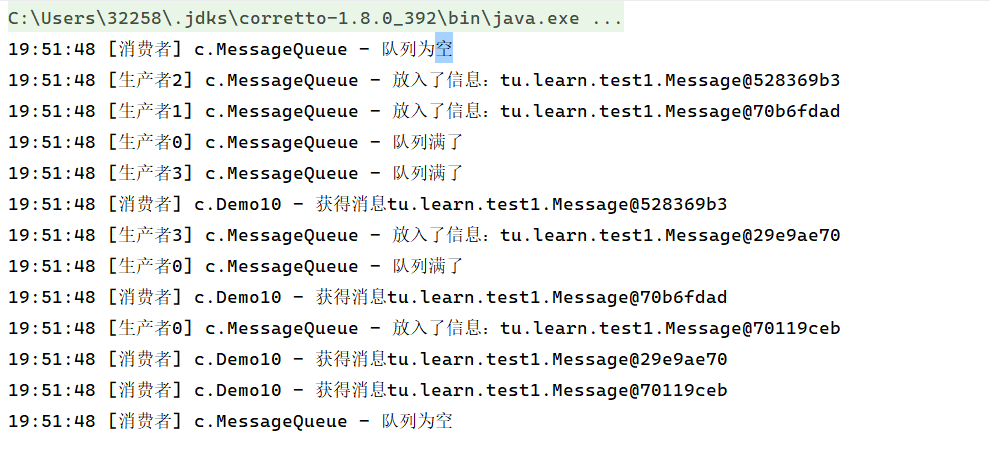 C:\Users\32258\.jdks\corretto-1.8.0_392\bin\java.exe ...
19:51:48 [消费者] c.MessageQueue - 队列为空
19:51:48 [生产者2] c.MessageQueue - 放入了信息：tu.learn.test1.Message@528369b3
19:51:48 [生产者1] c.MessageQueue - 放入了信息：tu.learn.test1.Message@70b6fdad
19:51:48 [生产者0] c.MessageQueue - 队列满了
19:51:48 [生产者3] c.MessageQueue - 队列满了
19:51:48 [消费者] c.Demo10 - 获得消息tu.learn.test1.Message@528369b3
19:51:48 [生产者3] c.MessageQueue - 放入了信息：tu.learn.test1.Message@29e9ae70
19:51:48 [生产者0] c.MessageQueue - 队列满了
19:51:48 [消费者] c.Demo10 - 获得消息tu.learn.test1.Message@70b6fdad
19:51:48 [生产者0] c.MessageQueue - 放入了信息：tu.learn.test1.Message@70119ceb
19:51:48 [消费者] c.Demo10 - 获得消息tu.learn.test1.Message@29e9ae70
19:51:48 [消费者] c.Demo10 - 获得消息tu.learn.test1.Message@70119ceb
19:51:48 [消费者] c.MessageQueue - 队列为空